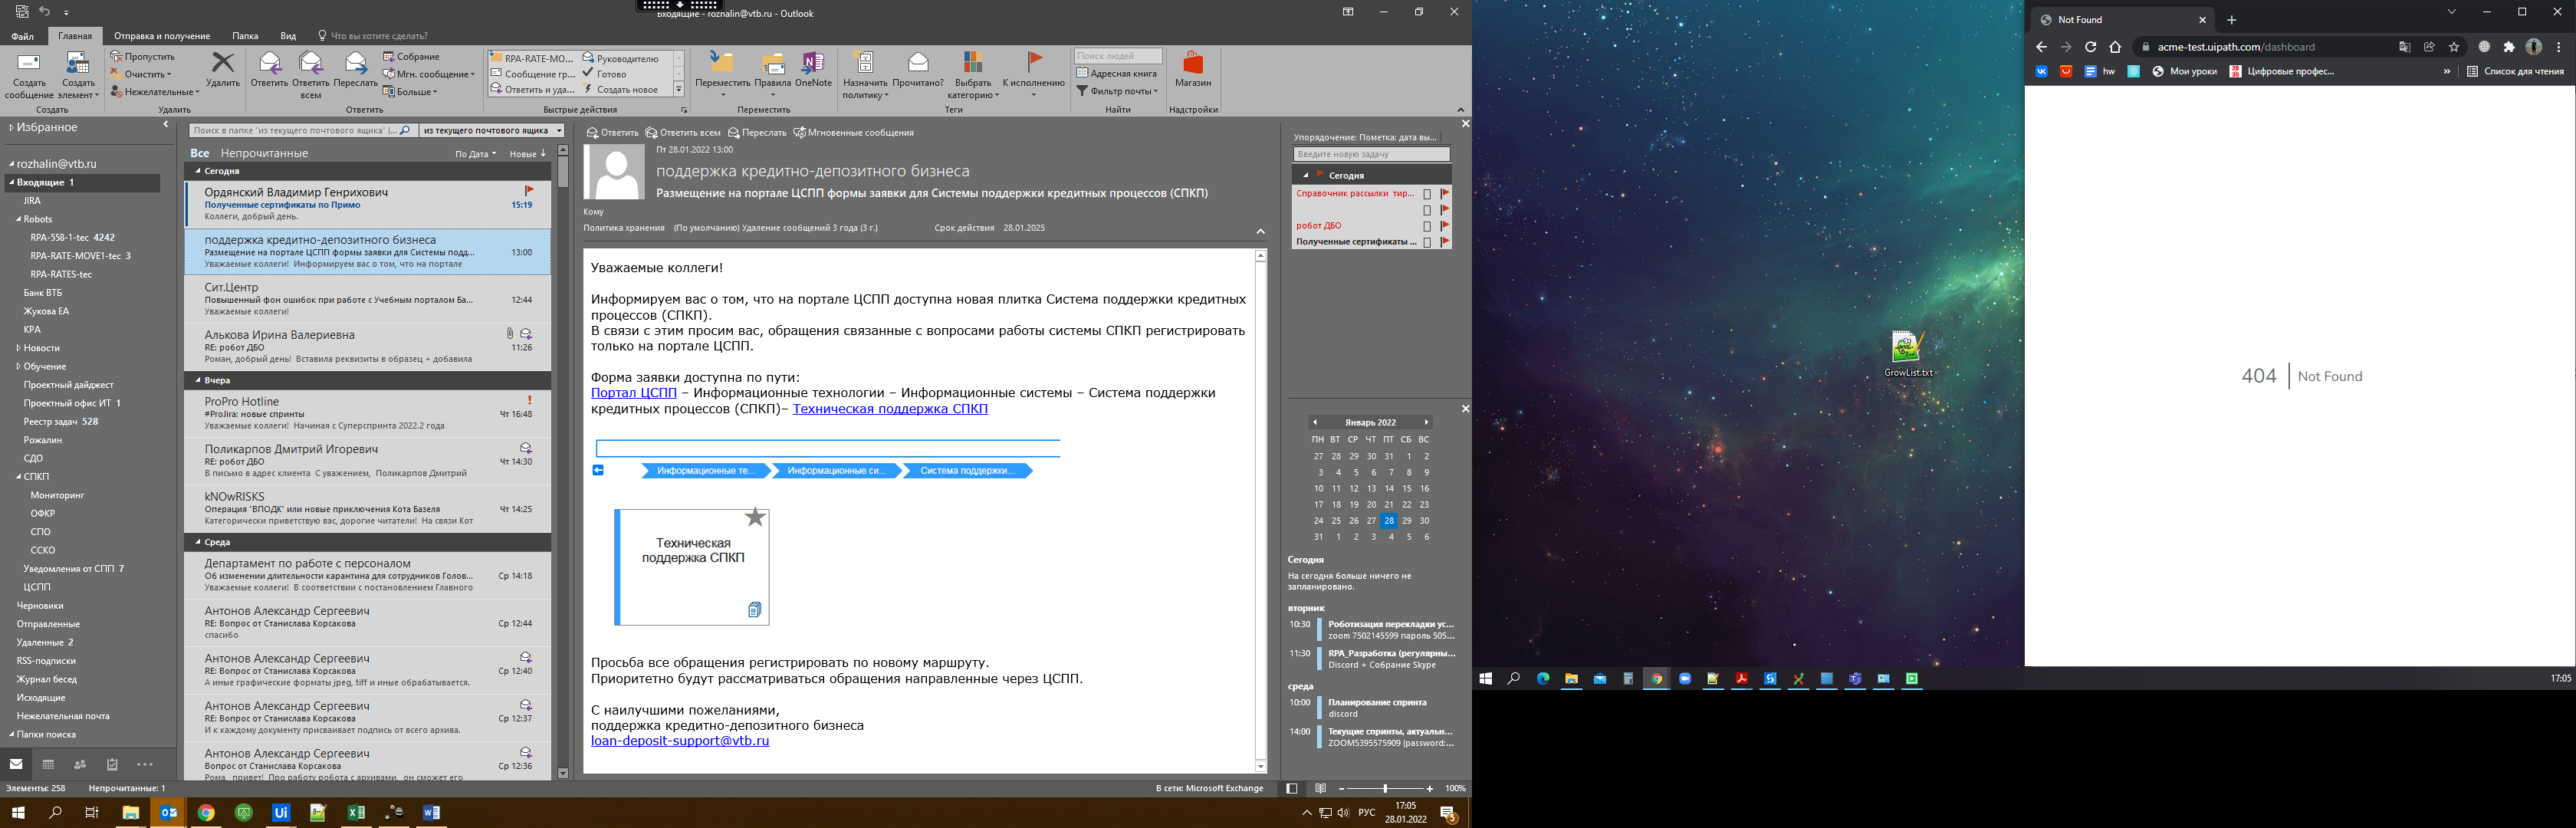 Входящие - rozhalin@vtb.ru - Outlook
Файл
Главная
Отправка и получение
Папка
Вид
Что вы хотите сделать?
Создать сообщение
Создать элемент
Создать
Пропустить
Очистить
Нежелательные
Удалить
Удалить
Ответить
Ответить всем
Переслать
Собрание
Мгн. сообщение
Больше
Ответить
RPA-RATE-MO...
Сообщение гр...
Ответить и уда...
Руководителю
Готово
Создать новое
Быстрые действия
Переместить
Правила
OneNote
Переместить
Назначить политику
Прочитано?
Выбрать категорию
К исполнению
Теги
Поиск людей
Адресная книга
Фильтр почты
Найти
Магазин
Надстройки
Избранное
rozhalin@vtb.ru
Входящие 1
JIRA
Robots
RPA-558-1-tec 4242
RPA-RATE-MOVE1-tec 3
RPA-RATES-tec
Банк ВТБ
Жукова ЕА
КРА
Новости
Обучение
Проектный дайджест
Проектный офис ИТ 1
Реестр задач 528
Рожалин
СДО
СПКП
Мониторинг
ОФКР
СПО
ССКО
Уведомления от СПП 7
ЦСПП
Черновики
Отправленные
Удаленные 2
RSS-подписки
Журнал бесед
Исходящие
Нежелательная почта
Папки поиска
Поиск в папке "из текущего почтового ящика" (...
из текущего почтового ящика
Все Непрочитанные
По Дата Новые
Сегодня
Ордянский Владимир Генрихович
Полученные сертификаты по Примо 15:19
Коллеги, добрый день.
поддержка кредитно-депозитного бизнеса
Размещение на портале ЦСПП формы заявки для Системы подд... 13:00
Уважаемые коллеги! Информируем вас о том, что на портале
Сит.Центр
Повышенный фон ошибок при работе с Учебным порталом Ба... 12:44
Уважаемые коллеги!
Алькова Ирина Валериевна
RE: робот ДБО 11:26
Роман, добрый день! Вставила реквизиты в образец + добавила
Вчера
ProPro Hotline
#ProJira: новые спринты Чт 16:48
Уважаемые коллеги! Начиная с Суперспринта 2022.2 года
Поликарпов Дмитрий Игоревич
RE: робот ДБО Чт 14:30
В письмо в адрес клиента С уважением, Поликарпов Дмитрий
kNOwRISKS
Операция "ВПОДК" или новые приключения Кота Базеля Чт 14:25
Категорически приветствую вас, дорогие читатели! На связи Кот
Среда
Департамент по работе с персоналом
Об изменении длительности карантина для сотрудников Голов... Ср 14:18
Уважаемые коллеги! В соответствии с постановлением Главного
Антонов Александр Сергеевич
RE: Вопрос от Станислава Корсакова Ср 12:44
спасибо
Антонов Александр Сергеевич
RE: Вопрос от Станислава Корсакова Ср 12:40
А иные графические форматы jpeg, tiff и иные обрабатывается.
Антонов Александр Сергеевич
RE: Вопрос от Станислава Корсакова Ср 12:37
И к каждому документу присваивает подпись от всего архива.
Антонов Александр Сергеевич
Вопрос от Станислава Корсакова Ср 12:36
Рома, привет! Про работу робота с архивами, он сможет его
Ответить Ответить всем Переслать Мгновенные сообщения
Пт 28.01.2022 13:00
поддержка кредитно-депозитного бизнеса
Размещение на портале ЦСПП формы заявки для Системы поддержки кредитных процессов (СПКП)
Кому
Политика хранения (По умолчанию) Удаление сообщений 3 года (3 г.) Срок действия 28.01.2025
Уважаемые коллеги!
Информируем вас о том, что на портале ЦСПП доступна новая плитка Система поддержки кредитных
процессов (СПКП).
В связи с этим просим вас, обращения связанные с вопросами работы системы СПКП регистрировать
только на портале ЦСПП.
Форма заявки доступна по пути:
Портал ЦСПП – Информационные технологии – Информационные системы – Система поддержки
кредитных процессов (СПКП)– Техническая поддержка СПКП
Информационные те... Информационные си... Система поддержки...
Техническая
поддержка СПКП
Просьба все обращения регистрировать по новому маршруту.
Приоритетно будут рассматриваться обращения направленные через ЦСПП.
С наилучшими пожеланиями,
поддержка кредитно-депозитного бизнеса
loan-deposit-support@vtb.ru
Упорядочение: Пометка: дата вы...
Введите новую задачу
Сегодня
Справочник рассылки тир...
робот ДБО
Полученные сертификаты ...
Январь 2022
ПН ВТ СР ЧТ ПТ СБ ВС
27 28 29 30 31 1 2
3 4 5 6 7 8 9
10 11 12 13 14 15 16
17 18 19 20 21 22 23
24 25 26 27 28 29 30
31 1 2 3 4 5 6
Сегодня
На сегодня больше ничего не
запланировано.
вторник
10:30 Роботизация перекладки ус...
zoom 7502145599 пароль 505...
11:30 RPA_Разработка (регулярны...
Discord + Собрание Skype
среда
10:00 Планирование спринта
discord
14:00 Текущие спринты, актуальн...
ZOOM5395575909 (password:...
Элементы: 258 Непрочитанные: 1
В сети: Microsoft Exchange
100%
РУС
17:05
28.01.2022
5
GrowList.txt
Not Found
acme-test.uipath.com/dashboard
hw
Мои уроки
Цифровые профес...
»
Список для чтения
404 Not Found
17:05